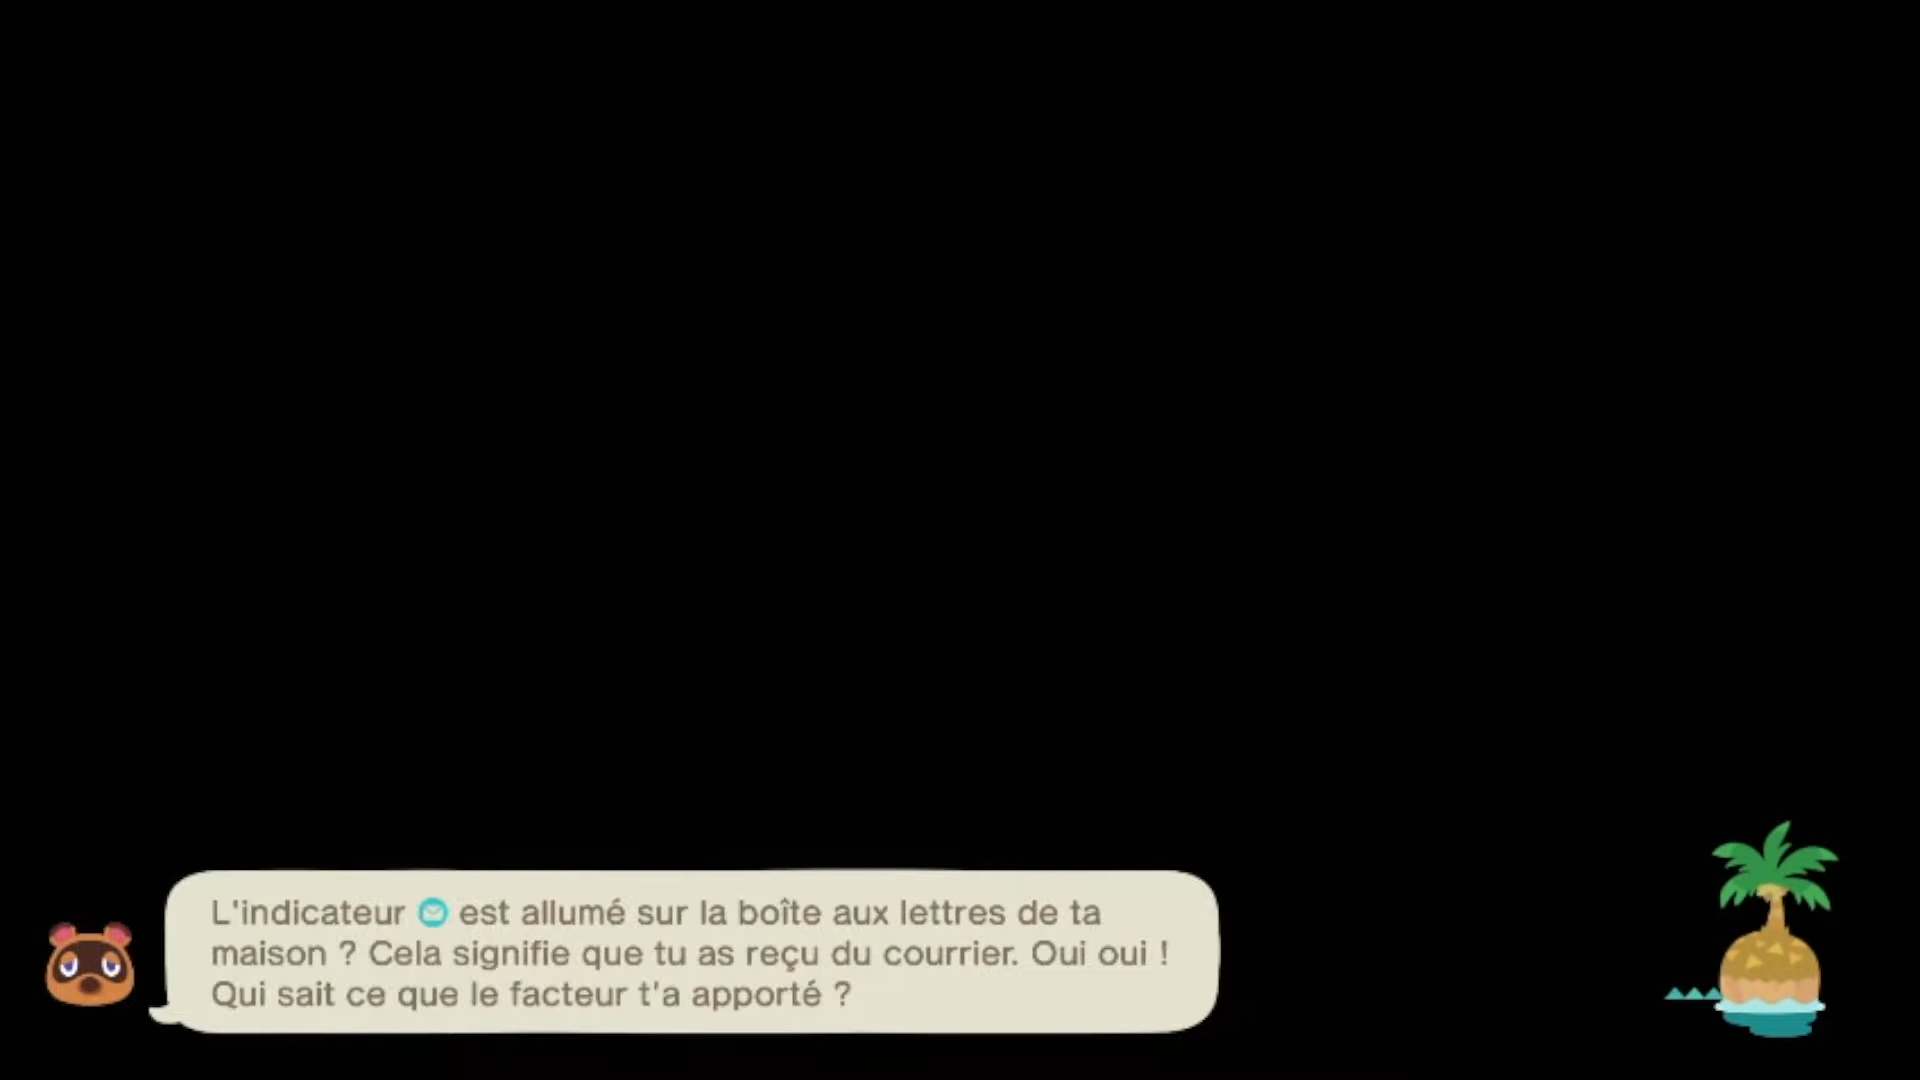 L'indicateur est allumé sur la boîte aux lettres de ta
maison ? Cela signifie que tu as reçu du courrier. Oui oui !
Qui sait ce que le facteur t'a apporté ?